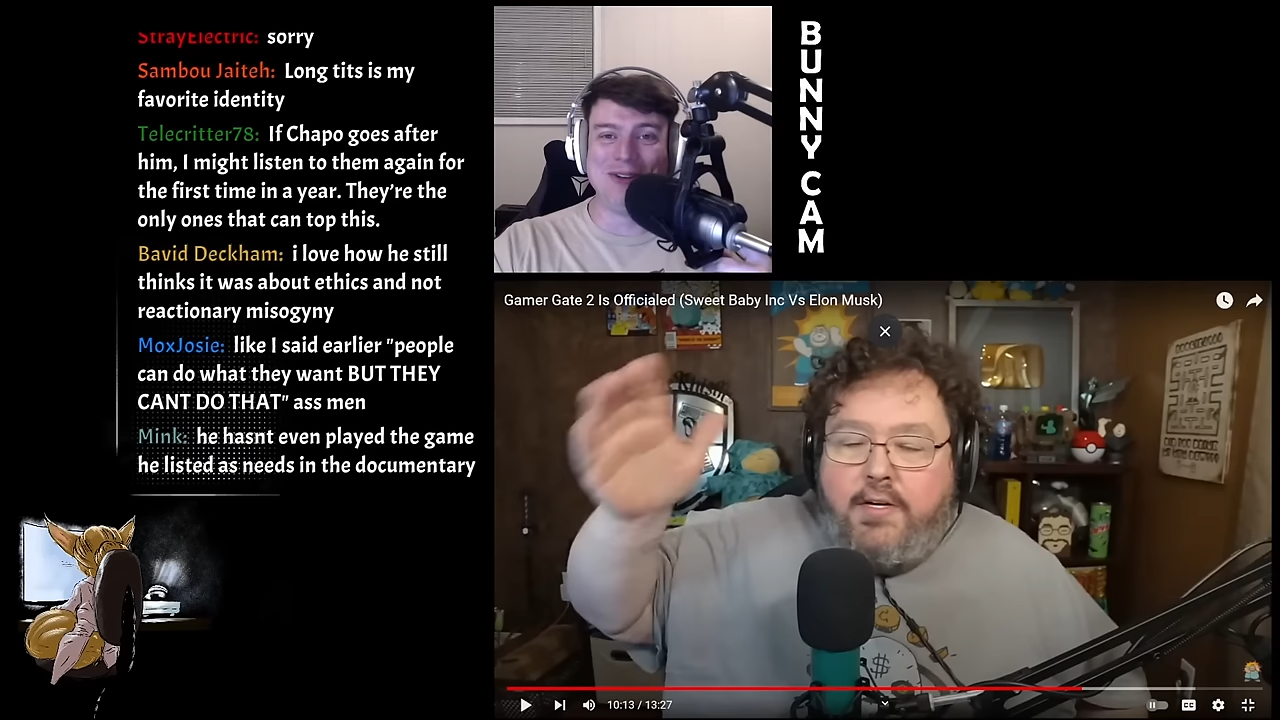 StrayElectric: sorry
Sambou Jaiteh: Long tits is my
favorite identity
Telecritter78: If Chapo goes after
him, I might listen to them again for
the first time in a year. They're the
only ones that can top this.
Bavid Deckham: i love how he still
thinks it was about ethics and not
reactionary misogyny
MoxJosie: like I said earlier "people
can do what they want BUT THEY
CANT DO THAT" ass men
Mink: he hasnt even played the game
he listed as needs in the documentary
BUNNY CAM
Gamer Gate 2 Is Officialed (Sweet Baby Inc Vs Elon Musk)
$
10:13 / 13:27
CC